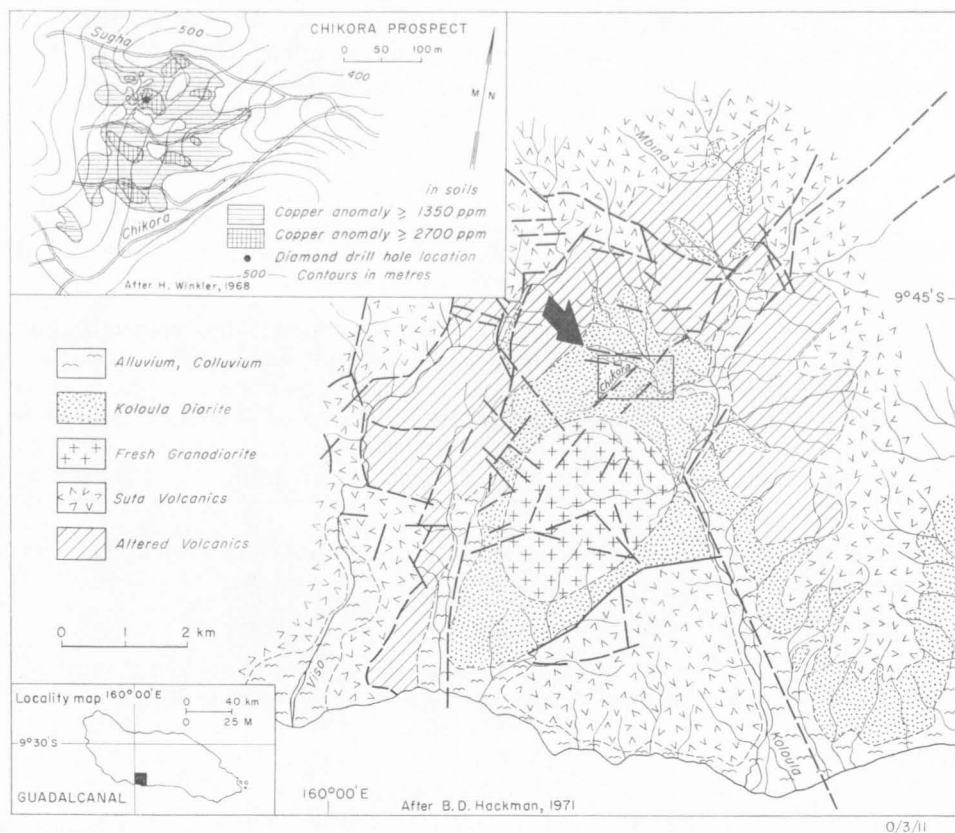 CHIKORA PROSPECT
0 50 100 m
Sugha
500
400
M N
Chikora
in soils
Copper anomaly ≥ 1350 ppm
Copper anomaly ≥ 2700 ppm
Diamond drill hole location
500 Contours in metres
After H. Winkler, 1968
Mbina
9°45'S
Chikora
Alluvium, Colluvium
Koloula Diorite
Fresh Granodiorite
Suta Volcanics
Altered Volcanics
0 1 2 km
Koloula
Locality map 160°00'E
0 40 km
0 25 M
9°30'S
GUADALCANAL
160°00'E
After B.D. Hackman, 1971
0/3/11